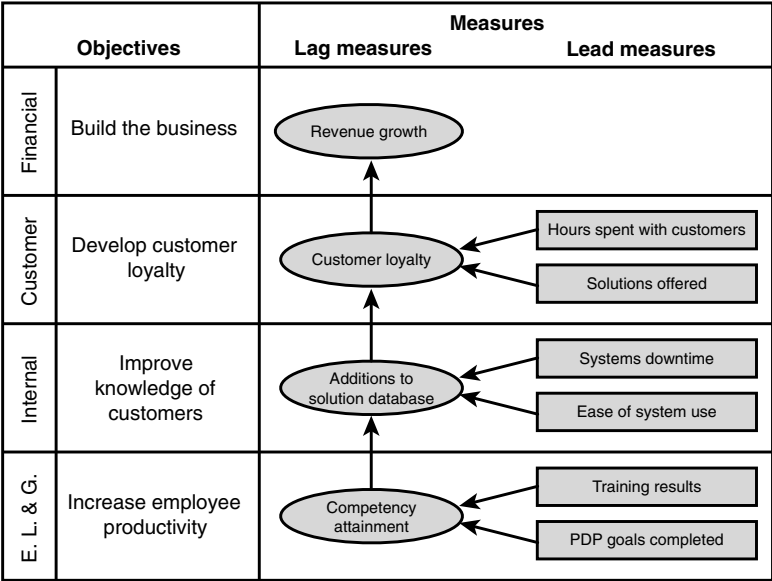 Measures
Objectives
Lag measures
Lead measures
Financial
Build the business
Revenue growth
Customer
Develop customer
loyalty
Customer loyalty
Hours spent with customers
Solutions offered
Internal
Improve
knowledge of
customers
Additions to
solution database
Systems downtime
Ease of system use
E. L. & G.
Increase employee
productivity
Competency
attainment
Training results
PDP goals completed